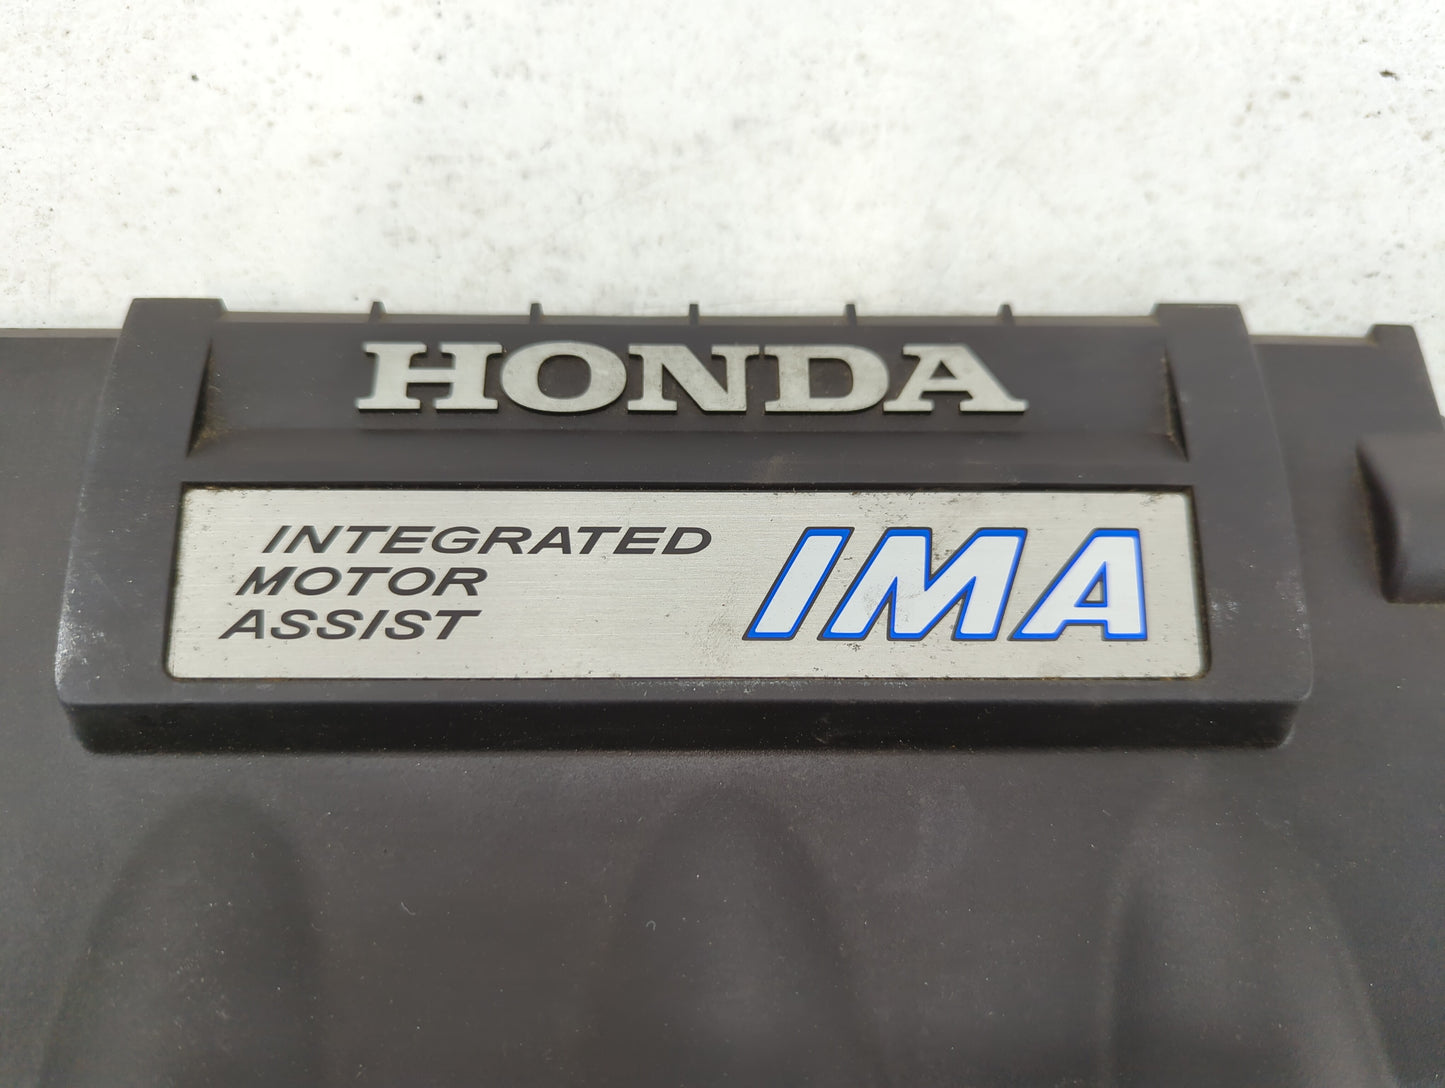 HONDA
INTEGRATED
MOTOR
ASSIST
IMA